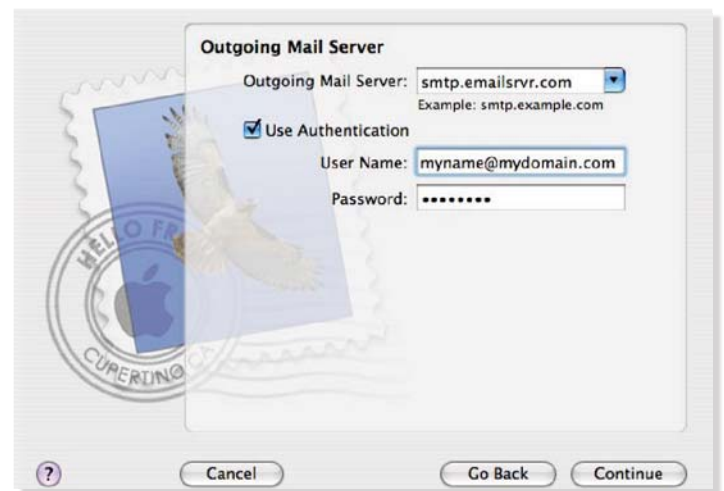 Outgoing Mail Server
Outgoing Mail Server: smtp.emailsrvr.com
Example: smtp.example.com
Use Authentication
User Name: myname@mydomain.com
Password: ••••••••
HELLO FR
CUPERTINO CA
? Cancel Go Back Continue